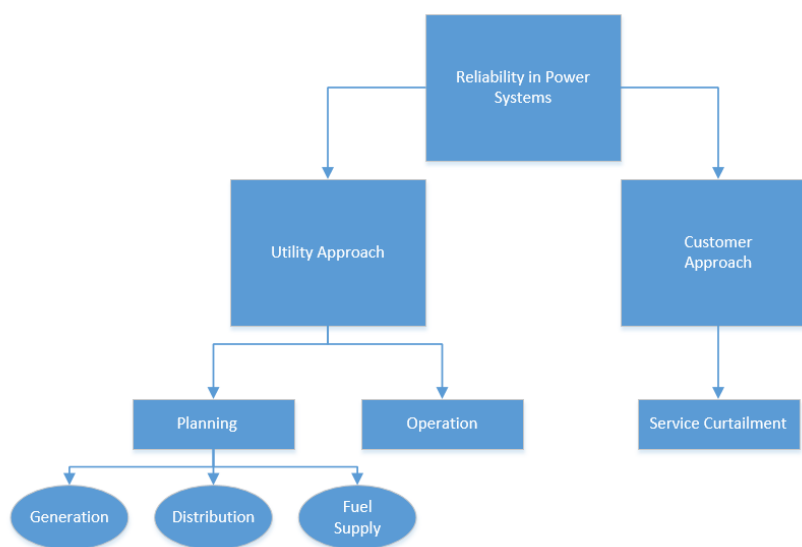 Reliability in Power
Systems
Utility Approach
Customer
Approach
Planning
Operation
Service Curtailment
Generation
Distribution
Fuel
Supply